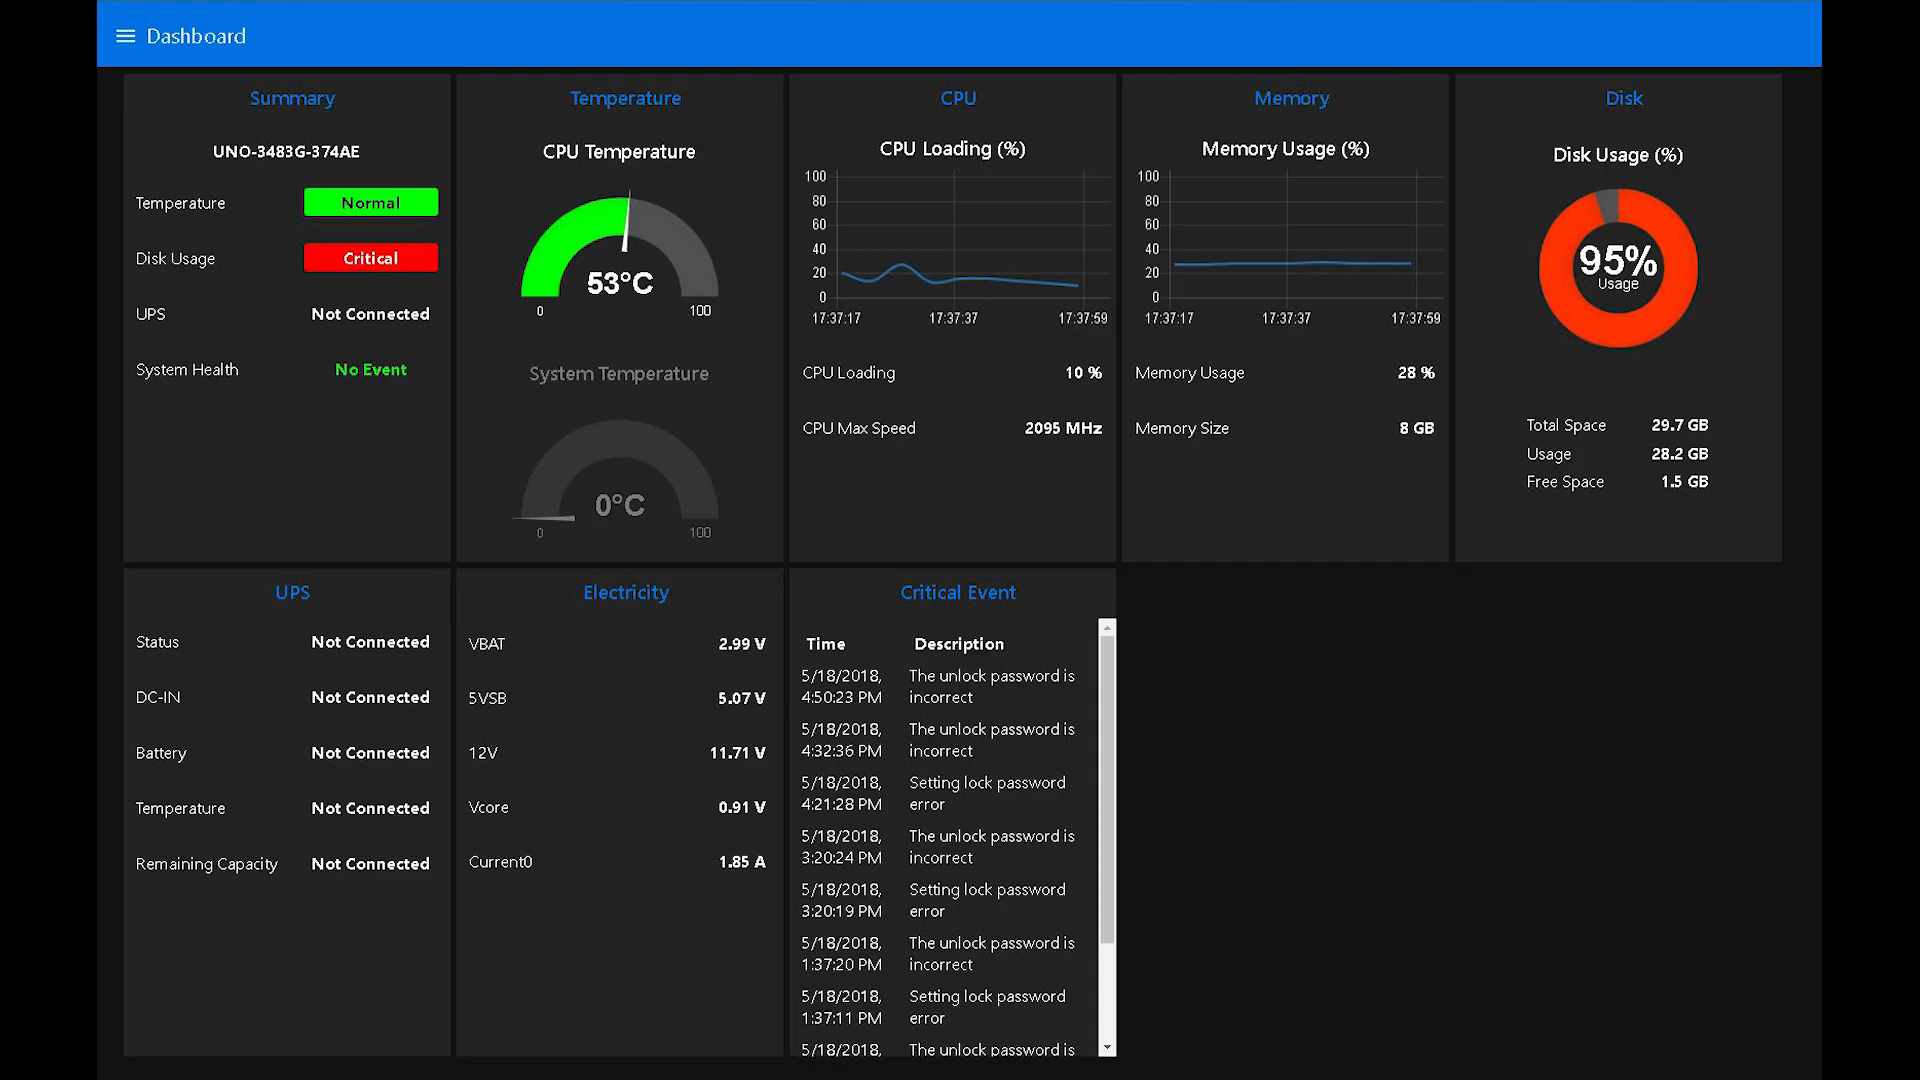 Dashboard
Summary
UNO-3483G-374AE
Temperature Normal
Disk Usage Critical
UPS Not Connected
System Health No Event
Temperature
CPU Temperature
53°C
0 100
System Temperature
0°C
0 100
CPU
CPU Loading (%)
100
80
60
40
20
0
17:37:17 17:37:37 17:37:59
CPU Loading 10 %
CPU Max Speed 2095 MHz
Memory
Memory Usage (%)
100
80
60
40
20
0
17:37:17 17:37:37 17:37:59
Memory Usage 28 %
Memory Size 8 GB
Disk
Disk Usage (%)
95%
Usage
Total Space 29.7 GB
Usage 28.2 GB
Free Space 1.5 GB
UPS
Status Not Connected
DC-IN Not Connected
Battery Not Connected
Temperature Not Connected
Remaining Capacity Not Connected
Electricity
VBAT 2.99 V
5VSB 5.07 V
12V 11.71 V
Vcore 0.91 V
Current0 1.85 A
Critical Event
Time Description
5/18/2018, The unlock password is
4:50:23 PM incorrect
5/18/2018, The unlock password is
4:32:36 PM incorrect
5/18/2018, Setting lock password
4:21:28 PM error
5/18/2018, The unlock password is
3:20:24 PM incorrect
5/18/2018, Setting lock password
3:20:19 PM error
5/18/2018, The unlock password is
1:37:20 PM incorrect
5/18/2018, Setting lock password
1:37:11 PM error
5/18/2018, The unlock password is